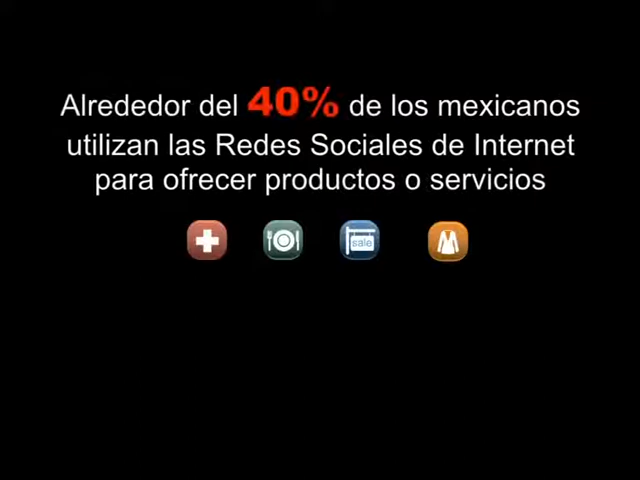 Alrededor del 40% de los mexicanos
utilizan las Redes Sociales de Internet
para ofrecer productos o servicios
sale